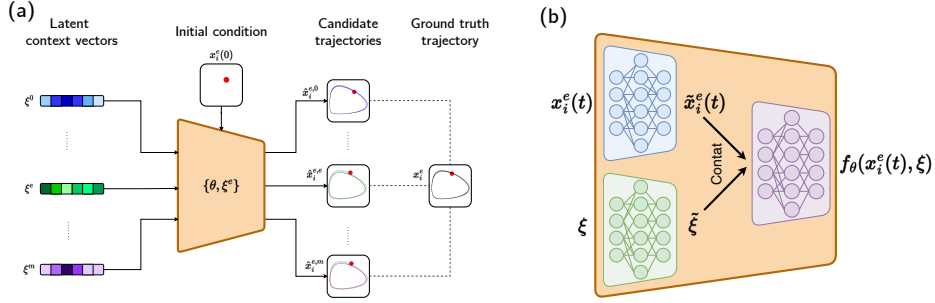 (a)
Latent
context vectors
Initial condition
Candidate
trajectories
Ground truth
trajectory
x_i^e(0)
ξ^0
x̂_i^{e,0}
ξ^e
{θ, ξ^e}
x̂_i^{e,e}
x_i^e
ξ^m
x̂_i^{e,m}
(b)
x_i^e(t)
x̃_i^e(t)
Contat
f_θ(x_i^e(t), ξ)
ξ
ξ̃